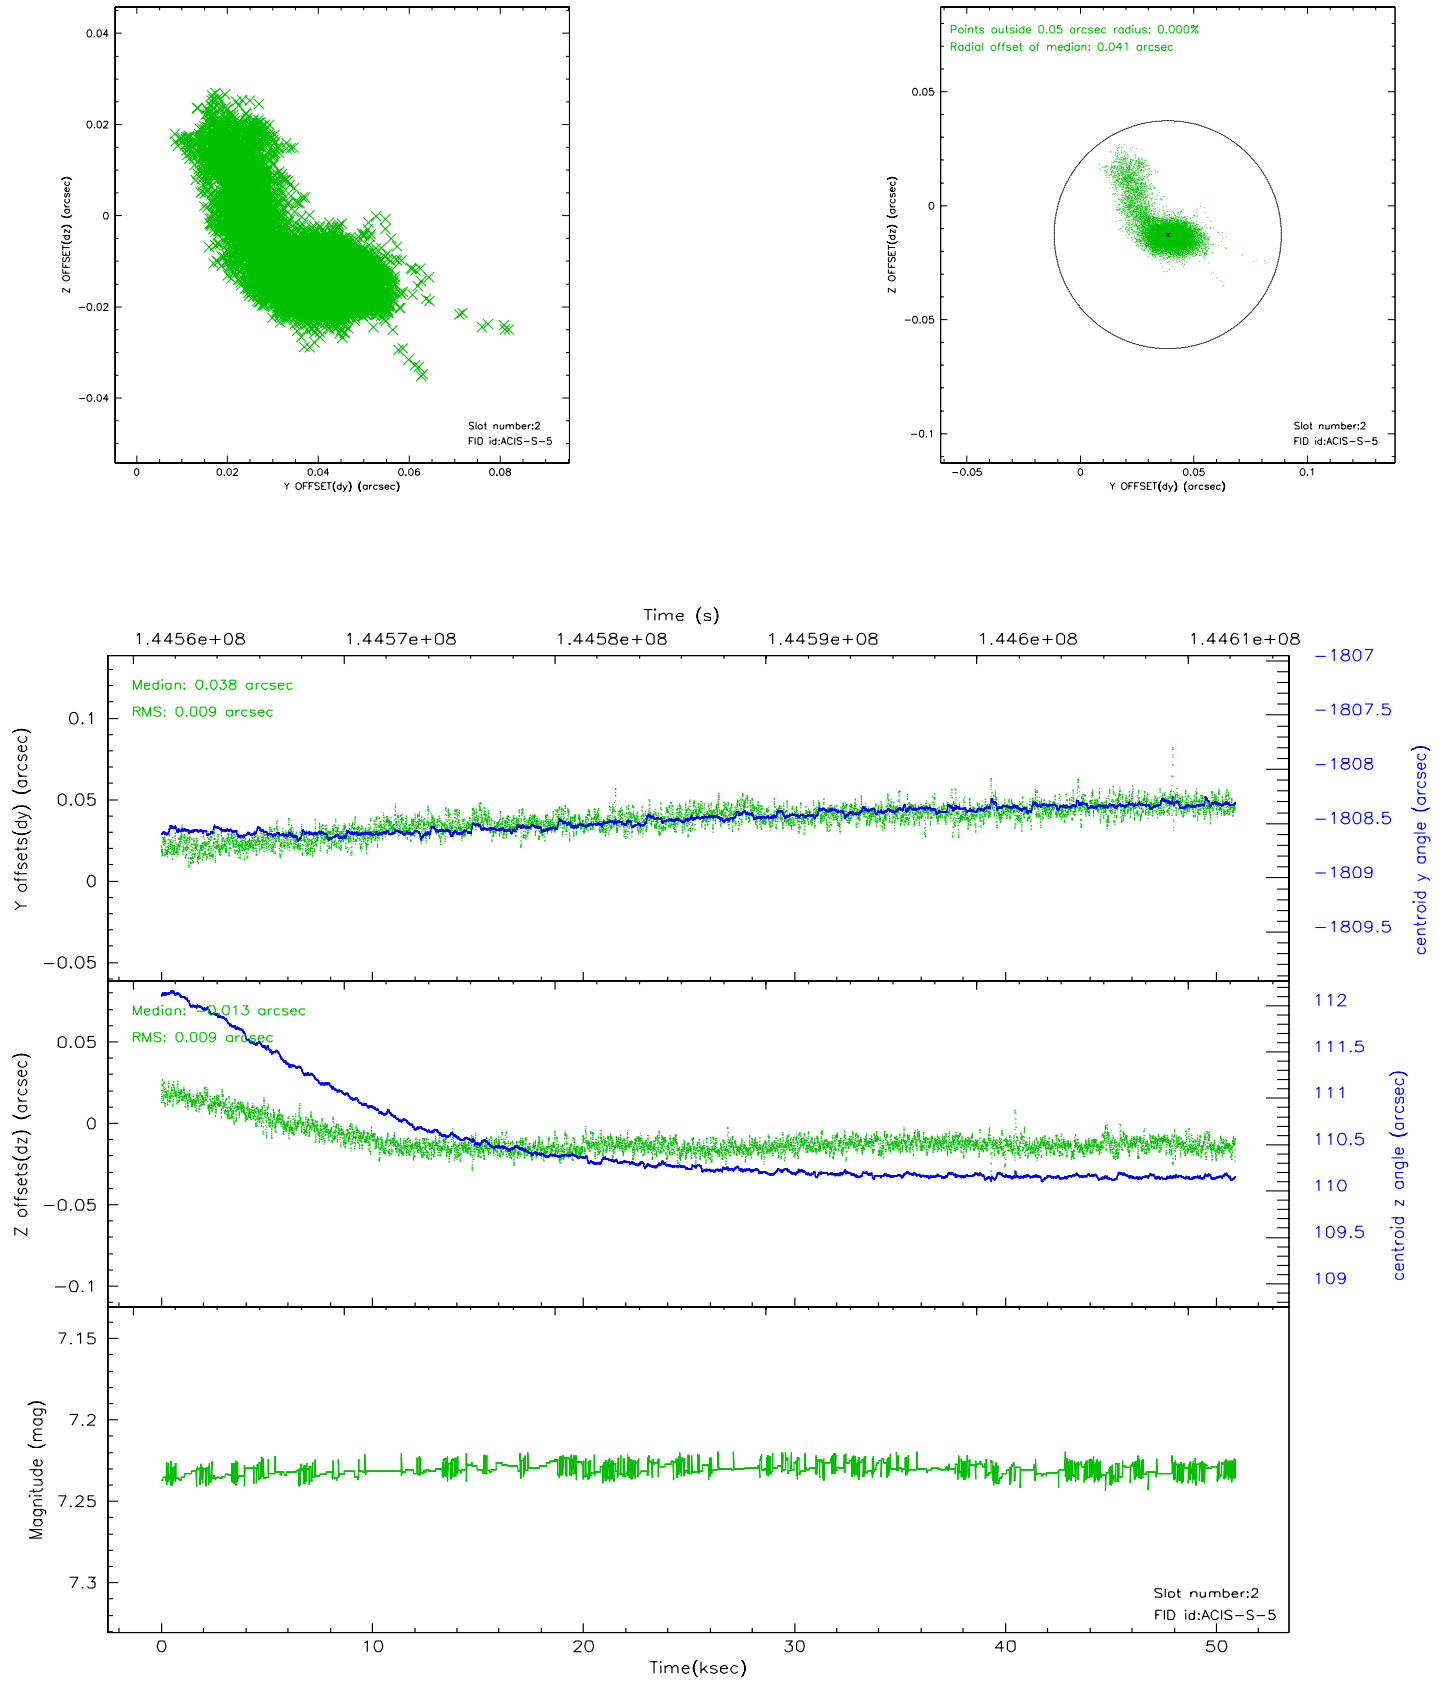 0.04
0.02
0
-0.02
-0.04
Z OFFSET(dz) (arcsec)
Slot number:2
FID id:ACIS-S-5
0 0.02 0.04 0.06 0.08
Y OFFSET(dy) (arcsec)
Points outside 0.05 arcsec radius: 0.000%
Radial offset of median: 0.041 arcsec
0.05
0
-0.05
-0.1
Z OFFSET(dz) (arcsec)
Slot number:2
FID id:ACIS-S-5
-0.05 0 0.05 0.1
Y OFFSET(dy) (arcsec)
Time (s)
1.4456e+08 1.4457e+08 1.4458e+08 1.4459e+08 1.446e+08 1.4461e+08
Median: 0.038 arcsec
RMS: 0.009 arcsec
0.1
0.05
0
-0.05
Y offsets(dy) (arcsec)
-1807
-1807.5
-1808
-1808.5
-1809
-1809.5
centroid y angle (arcsec)
Median: -0.013 arcsec
RMS: 0.009 arcsec
0.05
0
-0.05
-0.1
Z offsets(dz) (arcsec)
112
111.5
111
110.5
110
109.5
109
centroid z angle (arcsec)
7.15
7.2
7.25
7.3
Magnitude (mag)
Slot number:2
FID id:ACIS-S-5
0 10 20 30 40 50
Time(ksec)